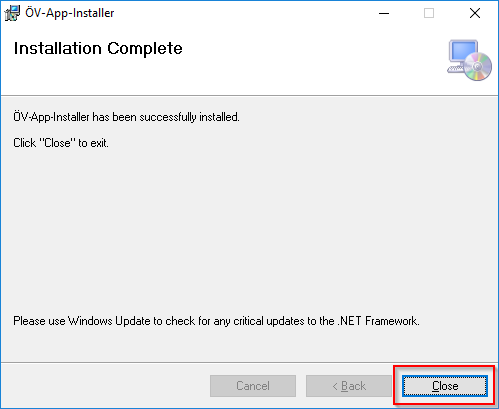 ÖV-App-Installer
Installation Complete
ÖV-App-Installer has been successfully installed.
Click "Close" to exit.
Please use Windows Update to check for any critical updates to the .NET Framework.
Cancel
< Back
Close